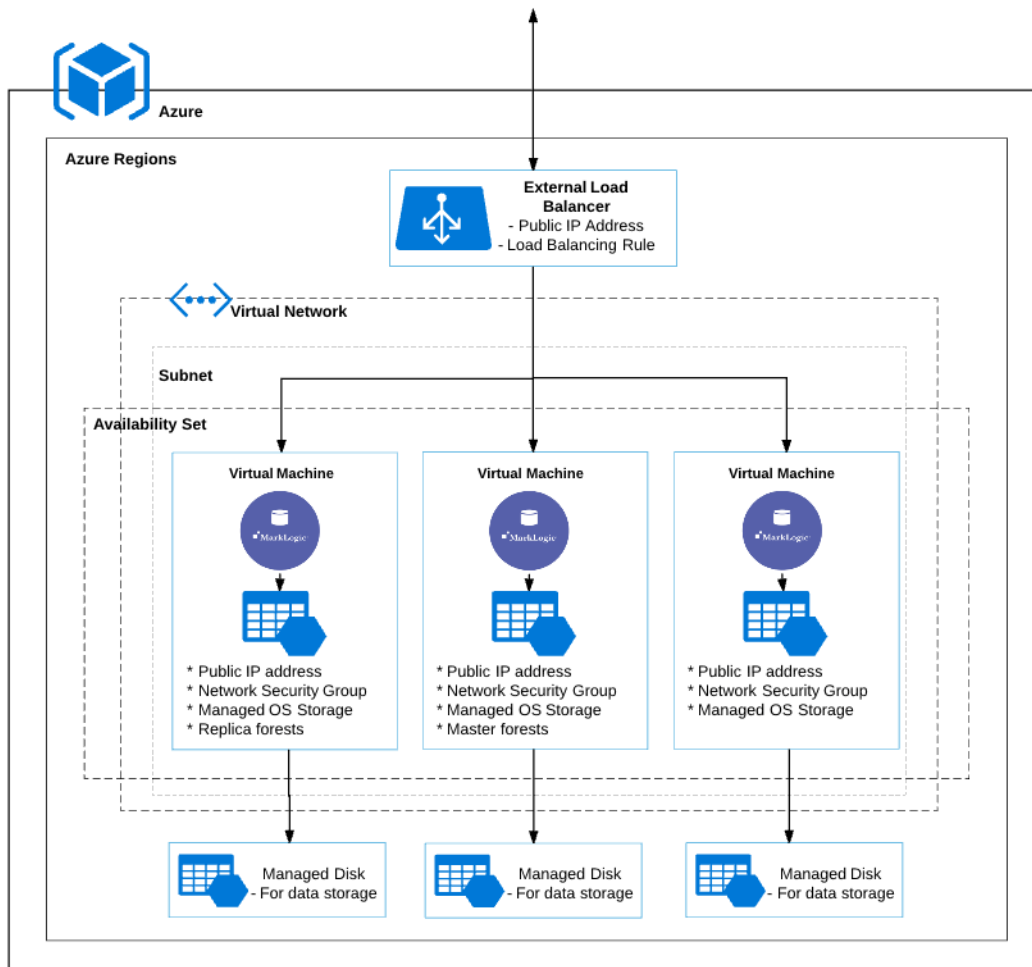 Azure
Azure Regions
External Load
Balancer
- Public IP Address
- Load Balancing Rule
Virtual Network
Subnet
Availability Set
Virtual Machine
MarkLogic
* Public IP address
* Network Security Group
* Managed OS Storage
* Replica forests
Virtual Machine
MarkLogic
* Public IP address
* Network Security Group
* Managed OS Storage
* Master forests
Virtual Machine
MarkLogic
* Public IP address
* Network Security Group
* Managed OS Storage
Managed Disk
- For data storage
Managed Disk
- For data storage
Managed Disk
- For data storage